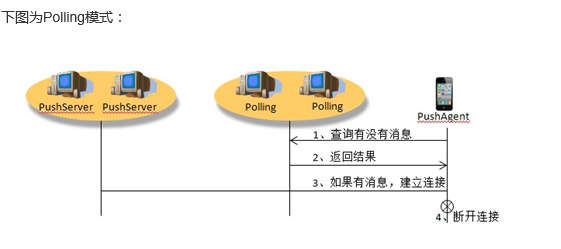 下图为Polling模式：
PushServer PushServer
Polling Polling
PushAgent
1、查询有没有消息
2、返回结果
3、如果有消息，建立连接
4、断开连接